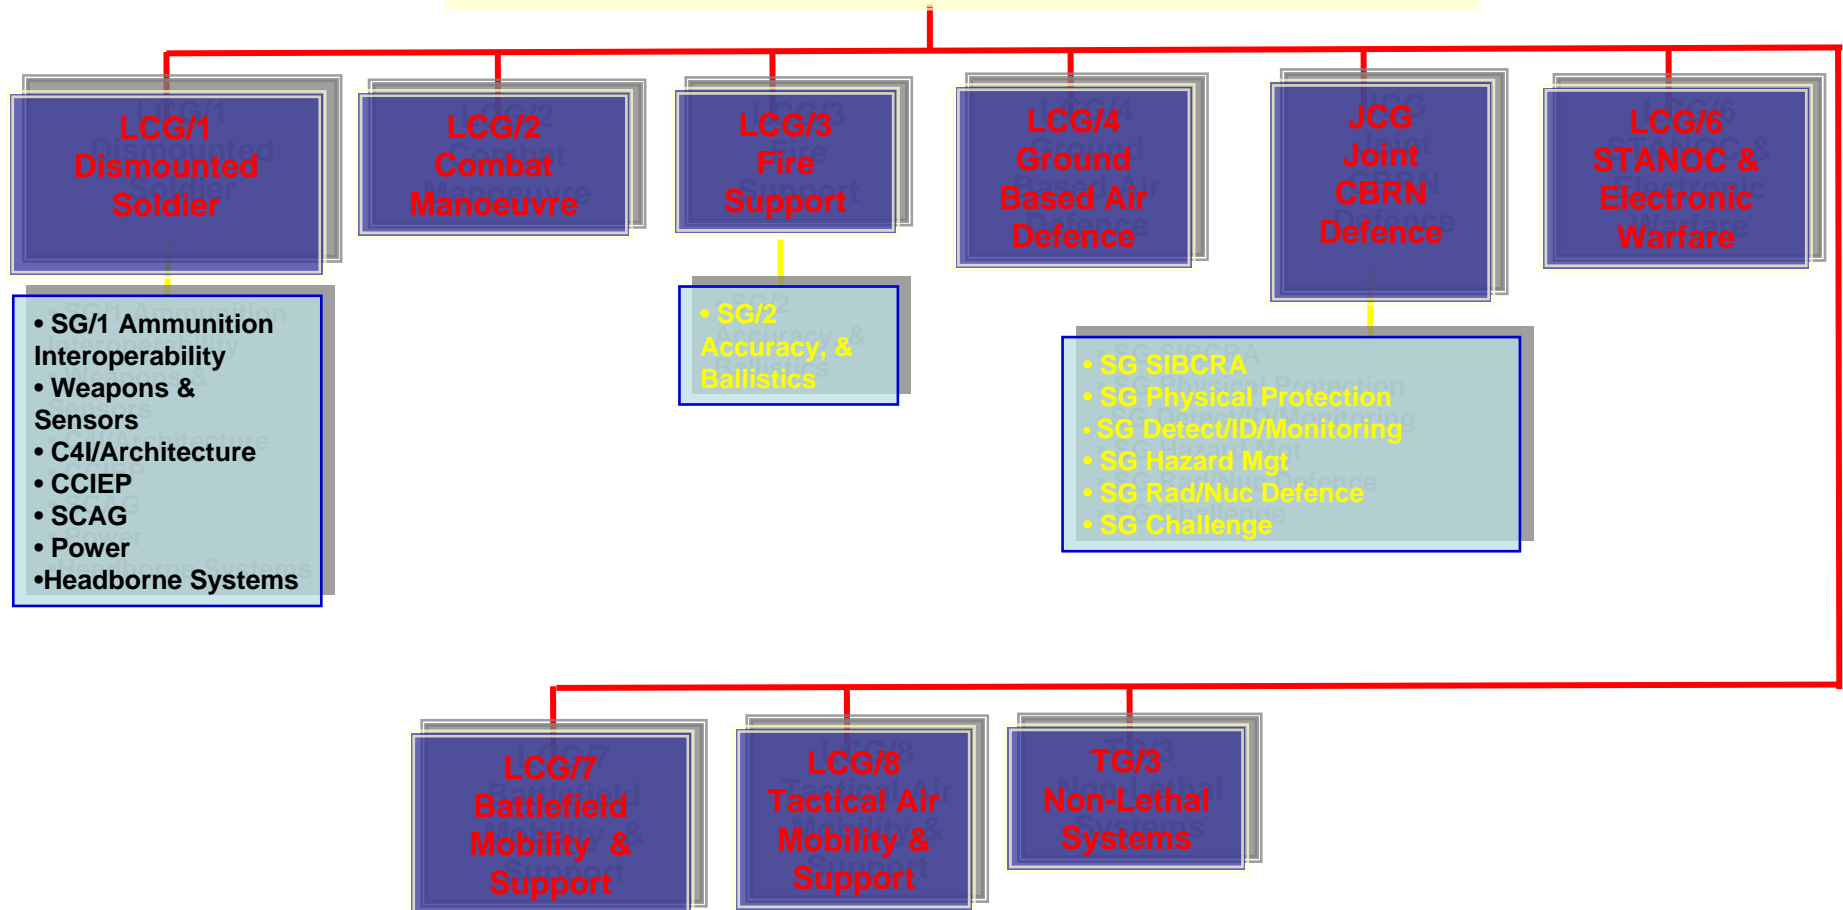 LCG/1
Dismounted
Soldier
LCG/2
Combat
Manoeuvre
LCG/3
Fire
Support
LCG/4
Ground
Based Air
Defence
JCG
Joint
CBRN
Defence
LCG/6
STANOC &
Electronic
Warfare
• SG/1 Ammunition
Interoperability
• Weapons &
Sensors
• C4I/Architecture
• CCIEP
• SCAG
• Power
•Headborne Systems
• SG/2
Accuracy, &
Ballistics
• SG SIBCRA
• SG Physical Protection
• SG Detect/ID/Monitoring
• SG Hazard Mgt
• SG Rad/Nuc Defence
• SG Challenge
LCG/7
Battlefield
Mobility &
Support
LCG/8
Tactical Air
Mobility &
Support
TG/3
Non-Lethal
Systems